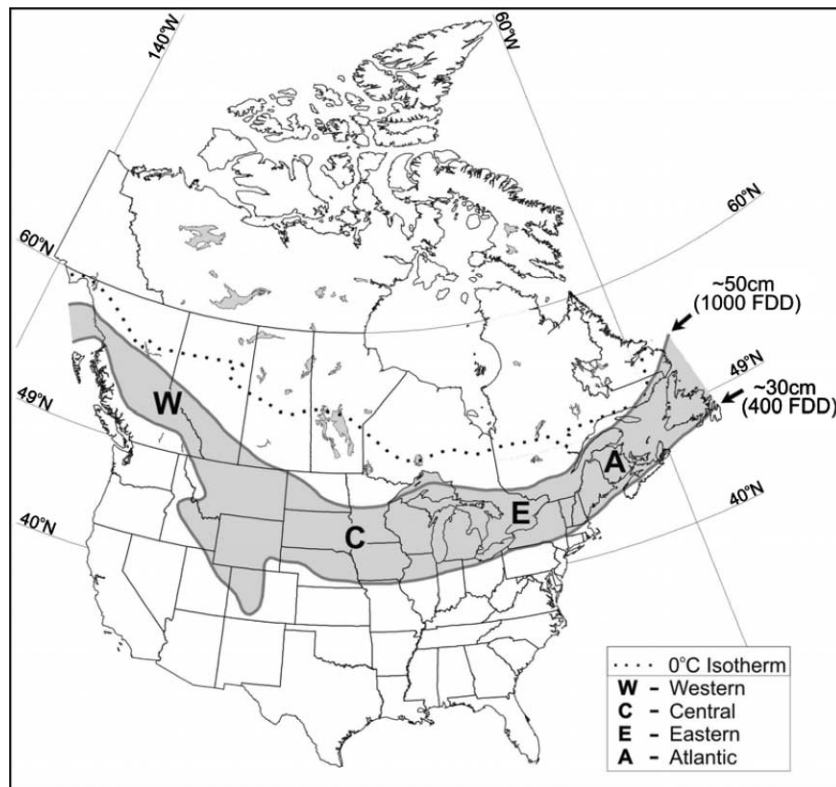 140°W
60°W
60°N
60°N
~50cm
(1000 FDD)
49°N
~30cm
(400 FDD)
49°N
40°N
40°N
W
C
E
A
0°C Isotherm
W - Western
C - Central
E - Eastern
A - Atlantic